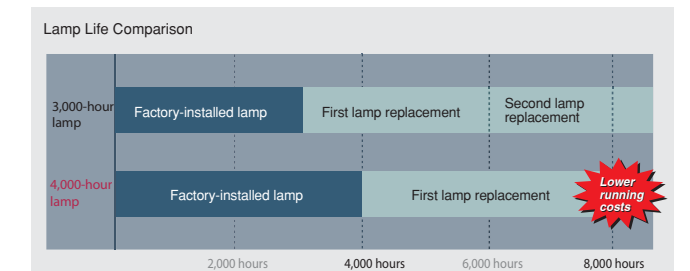 Lamp Life Comparison
3,000-hour
lamp
Factory-installed lamp
First lamp replacement
Second lamp
replacement
4,000-hour
lamp
Factory-installed lamp
First lamp replacement
Lower
running
costs
2,000 hours
4,000 hours
6,000 hours
8,000 hours